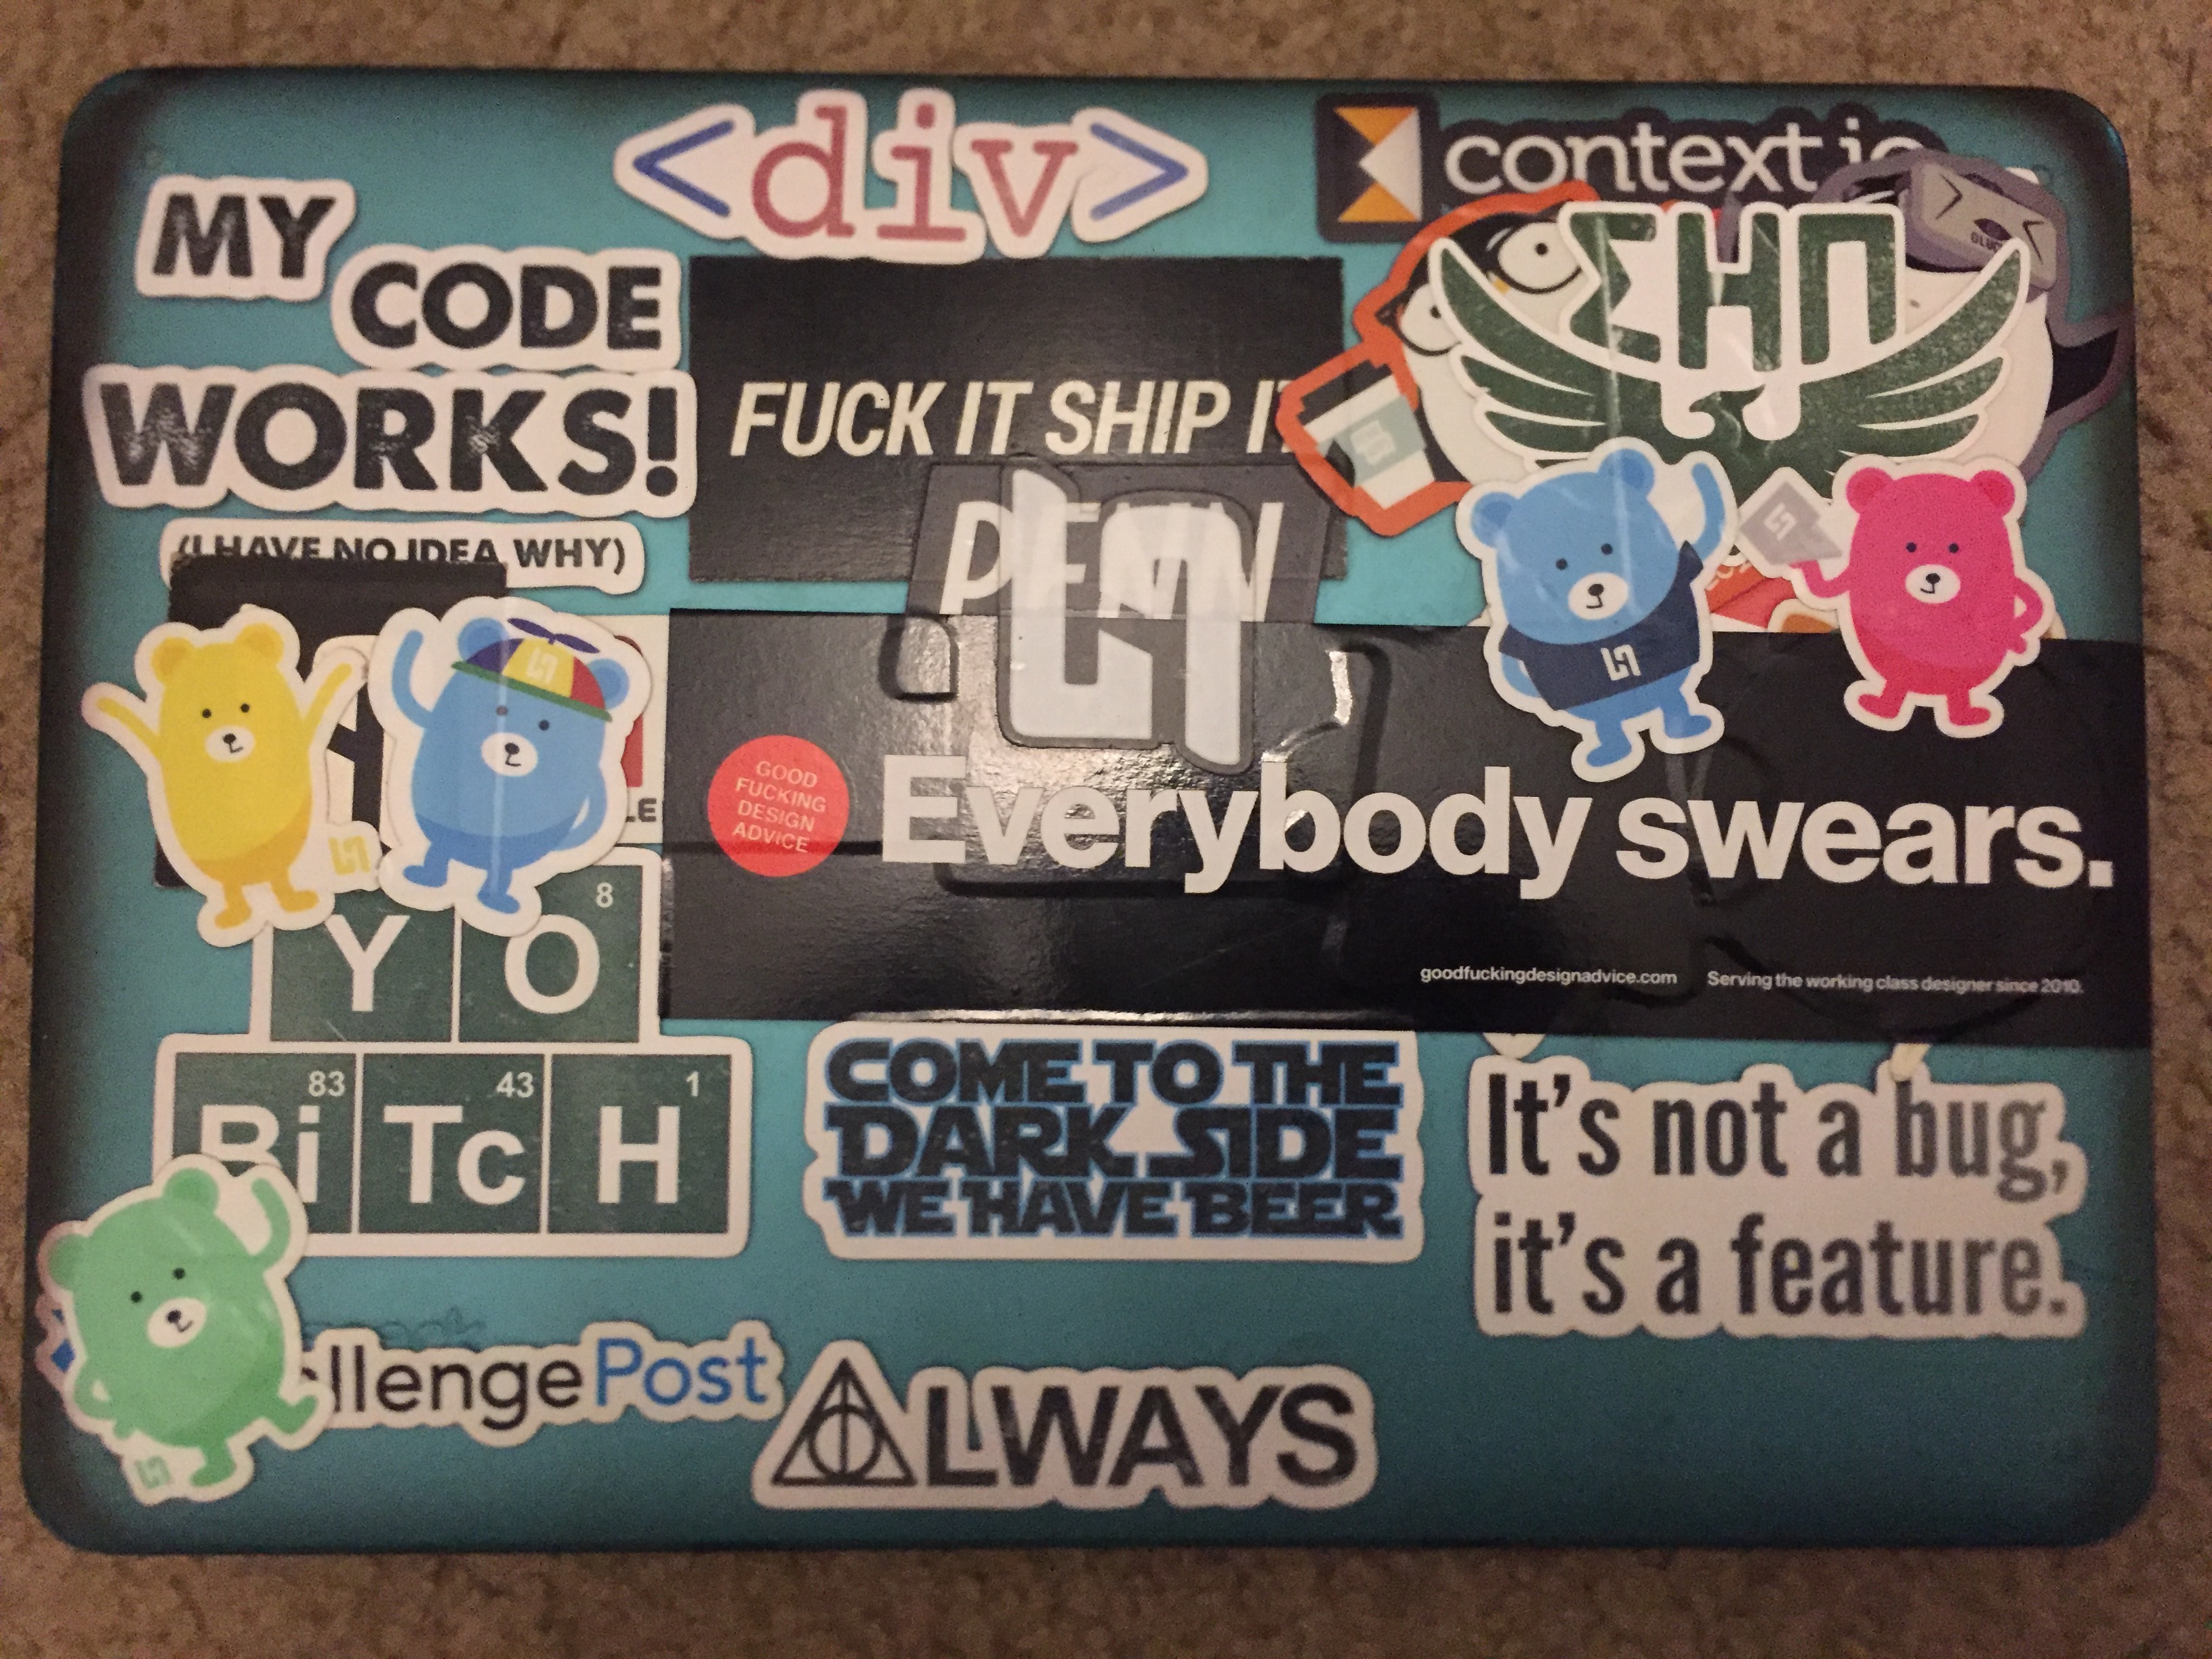 <div>
context.io
MY
CODE
WORKS!
(I HAVE NO IDEA WHY)
ΣΗΠ
FUCK IT SHIP IT
PENN
GOOD
FUCKING
DESIGN
ADVICE
Everybody swears.
goodfuckingdesignadvice.com Serving the working class designer since 2010.
LE
8
Y O
83 43 1
Bi Tc H
COME TO THE
DARK SIDE
WE HAVE BEER
It's not a bug,
it's a feature.
llengePost
ALWAYS